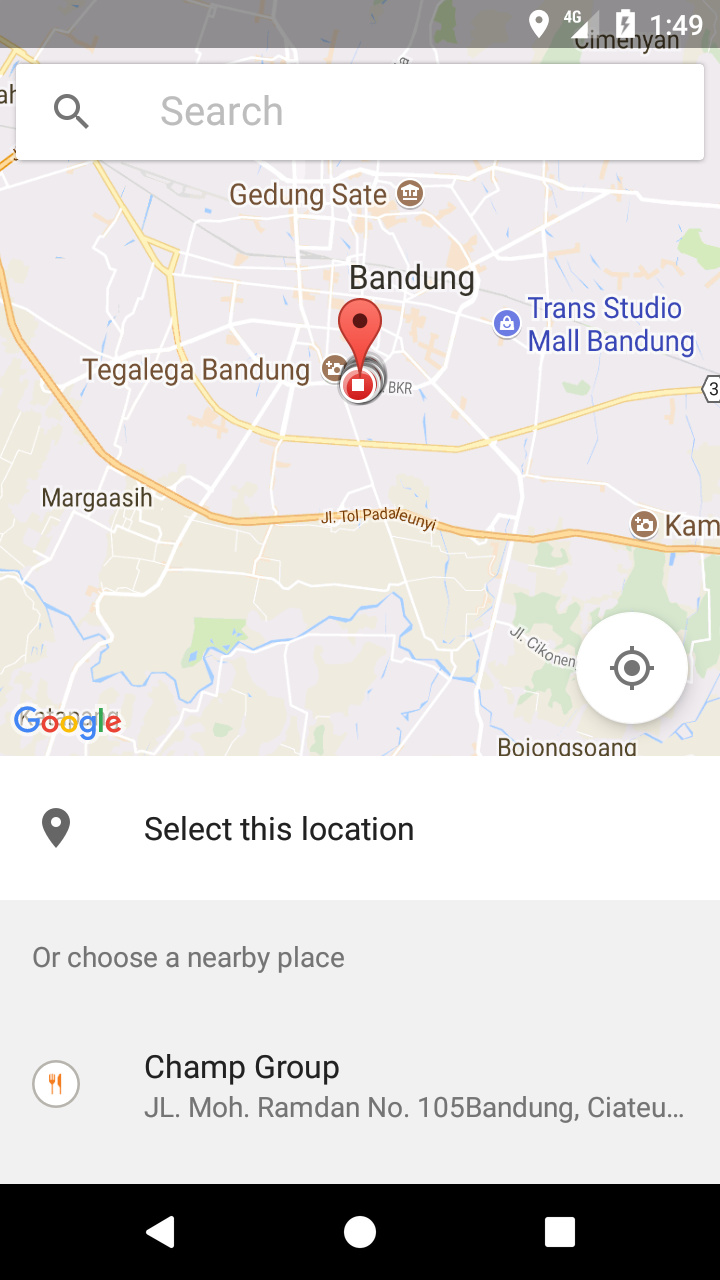 4G 1:49
Cimenyan
Search
Gedung Sate
Bandung
Trans Studio
Mall Bandung
Tegalega Bandung
BKR
3
Margaasih
Jl. Tol Padaleunyi
Kam
Jl. Cikonen
Google
Bojongsoang
Select this location
Or choose a nearby place
Champ Group
JL. Moh. Ramdan No. 105Bandung, Ciateu...